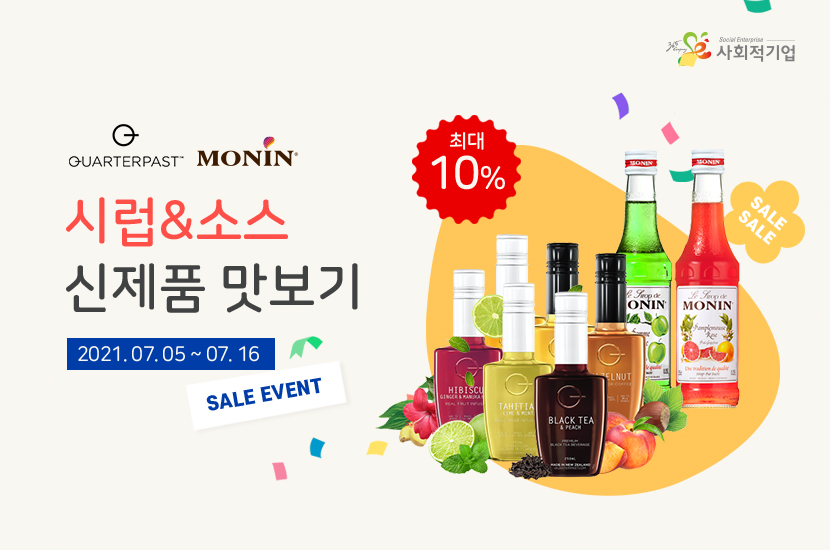 Social Enterprise
사회적기업
QUARTERPAST™ MONIN®
시럽&소스
신제품 맛보기
2021. 07. 05 ~ 07. 16
SALE EVENT
최대
10%
SALE
SALE
MONIN
MONIN
Le Sirop de
MONIN
Le Sirop de
MONIN
Pamplemousse
Rose
HIBISCU
GINGER & MANUKA
TAHITIA
LIME & MINT
ELNUT
BLACK TEA
& PEACH
PREMIUM
BLACK TEA BEVERAGE
MADE IN NEW ZEALAND